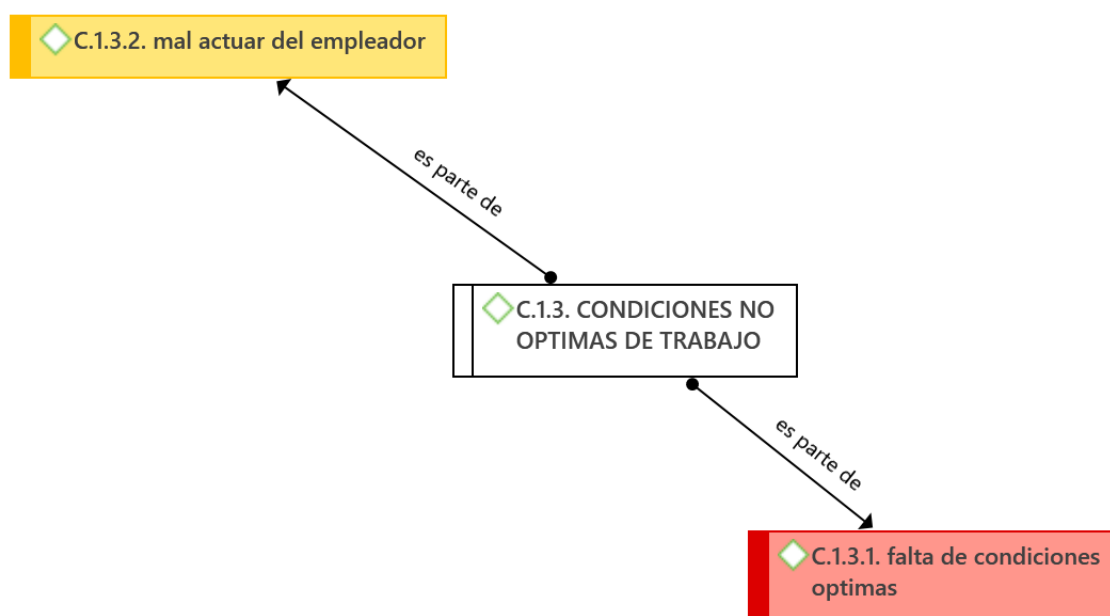 C.1.3.2. mal actuar del empleador
es parte de
C.1.3. CONDICIONES NO
OPTIMAS DE TRABAJO
es parte de
C.1.3.1. falta de condiciones
optimas